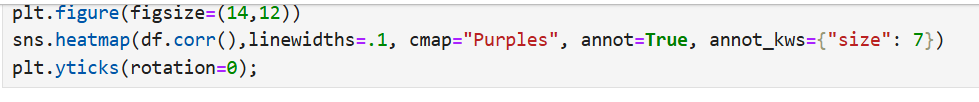 plt.figure(figsize=(14,12))
sns.heatmap(df.corr(),linewidths=.1, cmap="Purples", annot=True, annot_kws={"size": 7})
plt.yticks(rotation=0);